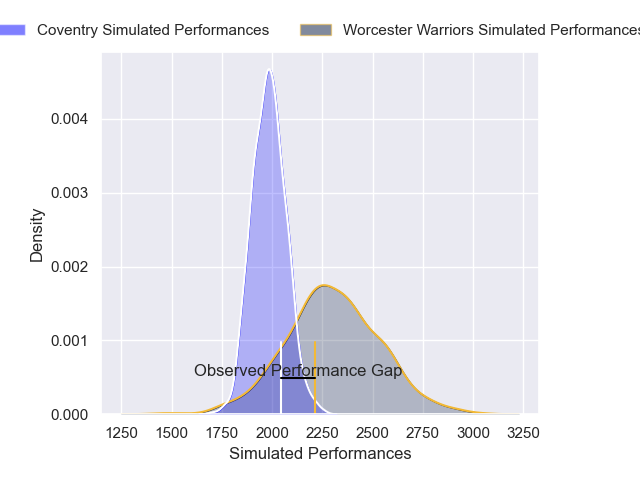 Coventry Simulated Performances
Worcester Warriors Simulated Performances
0.004
0.003
0.002
0.001
0.000
Density
Observed Performance Gap
1250 1500 1750 2000 2250 2500 2750 3000 3250
Simulated Performances